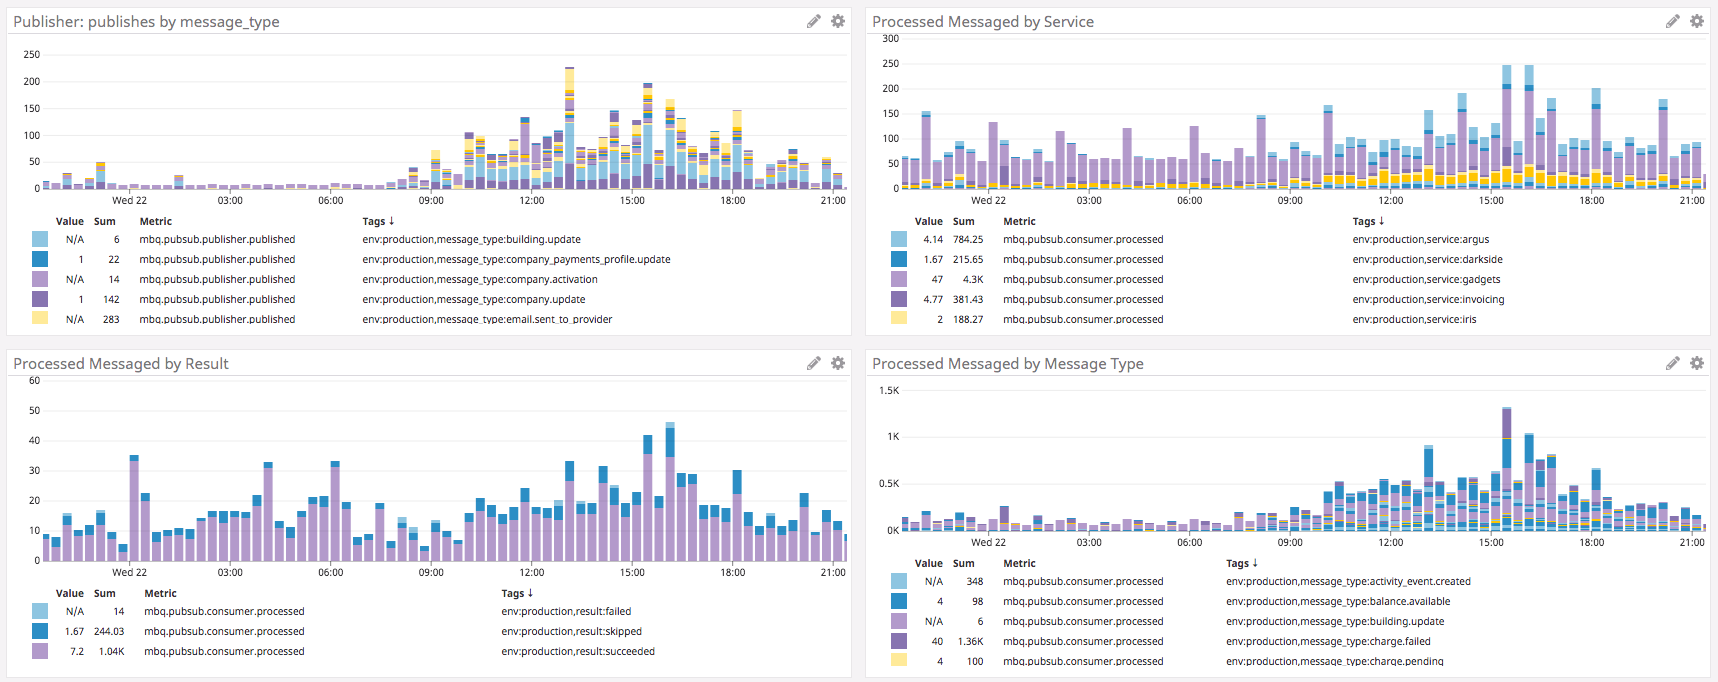 Publisher: publishes by message_type
250
200
150
100
50
0
Wed 22 03:00 06:00 09:00 12:00 15:00 18:00 21:00
Value Sum Metric Tags ↓
N/A 6 mbq.pubsub.publisher.published env:production,message_type:building.update
1 22 mbq.pubsub.publisher.published env:production,message_type:company_payments_profile.update
N/A 14 mbq.pubsub.publisher.published env:production,message_type:company.activation
1 142 mbq.pubsub.publisher.published env:production,message_type:company.update
N/A 283 mbq.pubsub.publisher.published env:production,message_type:email.sent_to_provider
Processed Messaged by Service
300
250
200
150
100
50
0
Wed 22 03:00 06:00 09:00 12:00 15:00 18:00 21:00
Value Sum Metric Tags ↓
4.14 784.25 mbq.pubsub.consumer.processed env:production,service:argus
1.67 215.65 mbq.pubsub.consumer.processed env:production,service:darkside
47 4.3K mbq.pubsub.consumer.processed env:production,service:gadgets
4.77 381.43 mbq.pubsub.consumer.processed env:production,service:invoicing
2 188.27 mbq.pubsub.consumer.processed env:production,service:iris
Processed Messaged by Result
60
50
40
30
20
10
0
Wed 22 03:00 06:00 09:00 12:00 15:00 18:00 21:00
Value Sum Metric Tags ↓
N/A 14 mbq.pubsub.consumer.processed env:production,result:failed
1.67 244.03 mbq.pubsub.consumer.processed env:production,result:skipped
7.2 1.04K mbq.pubsub.consumer.processed env:production,result:succeeded
Processed Messaged by Message Type
1.5K
1K
0.5K
0K
Wed 22 03:00 06:00 09:00 12:00 15:00 18:00 21:00
Value Sum Metric Tags ↓
N/A 348 mbq.pubsub.consumer.processed env:production,message_type:activity_event.created
4 98 mbq.pubsub.consumer.processed env:production,message_type:balance.available
N/A 6 mbq.pubsub.consumer.processed env:production,message_type:building.update
40 1.36K mbq.pubsub.consumer.processed env:production,message_type:charge.failed
4 100 mbq.pubsub.consumer.processed env:production,message_type:charge.pending